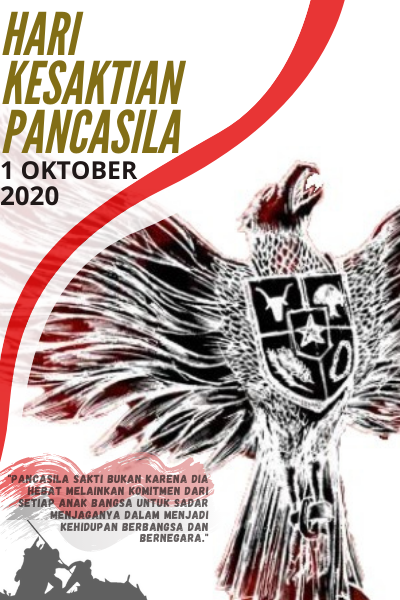 HARI
KESAKTIAN
PANCASILA
1 OKTOBER
2020
"PANCASILA SAKTI BUKAN KARENA DIA
HEBAT MELAINKAN KOMITMEN DARI
SETIAP ANAK BANGSA UNTUK SADAR
MENJAGANYA DALAM MENJADI
KEHIDUPAN BERBANGSA DAN
BERNEGARA."